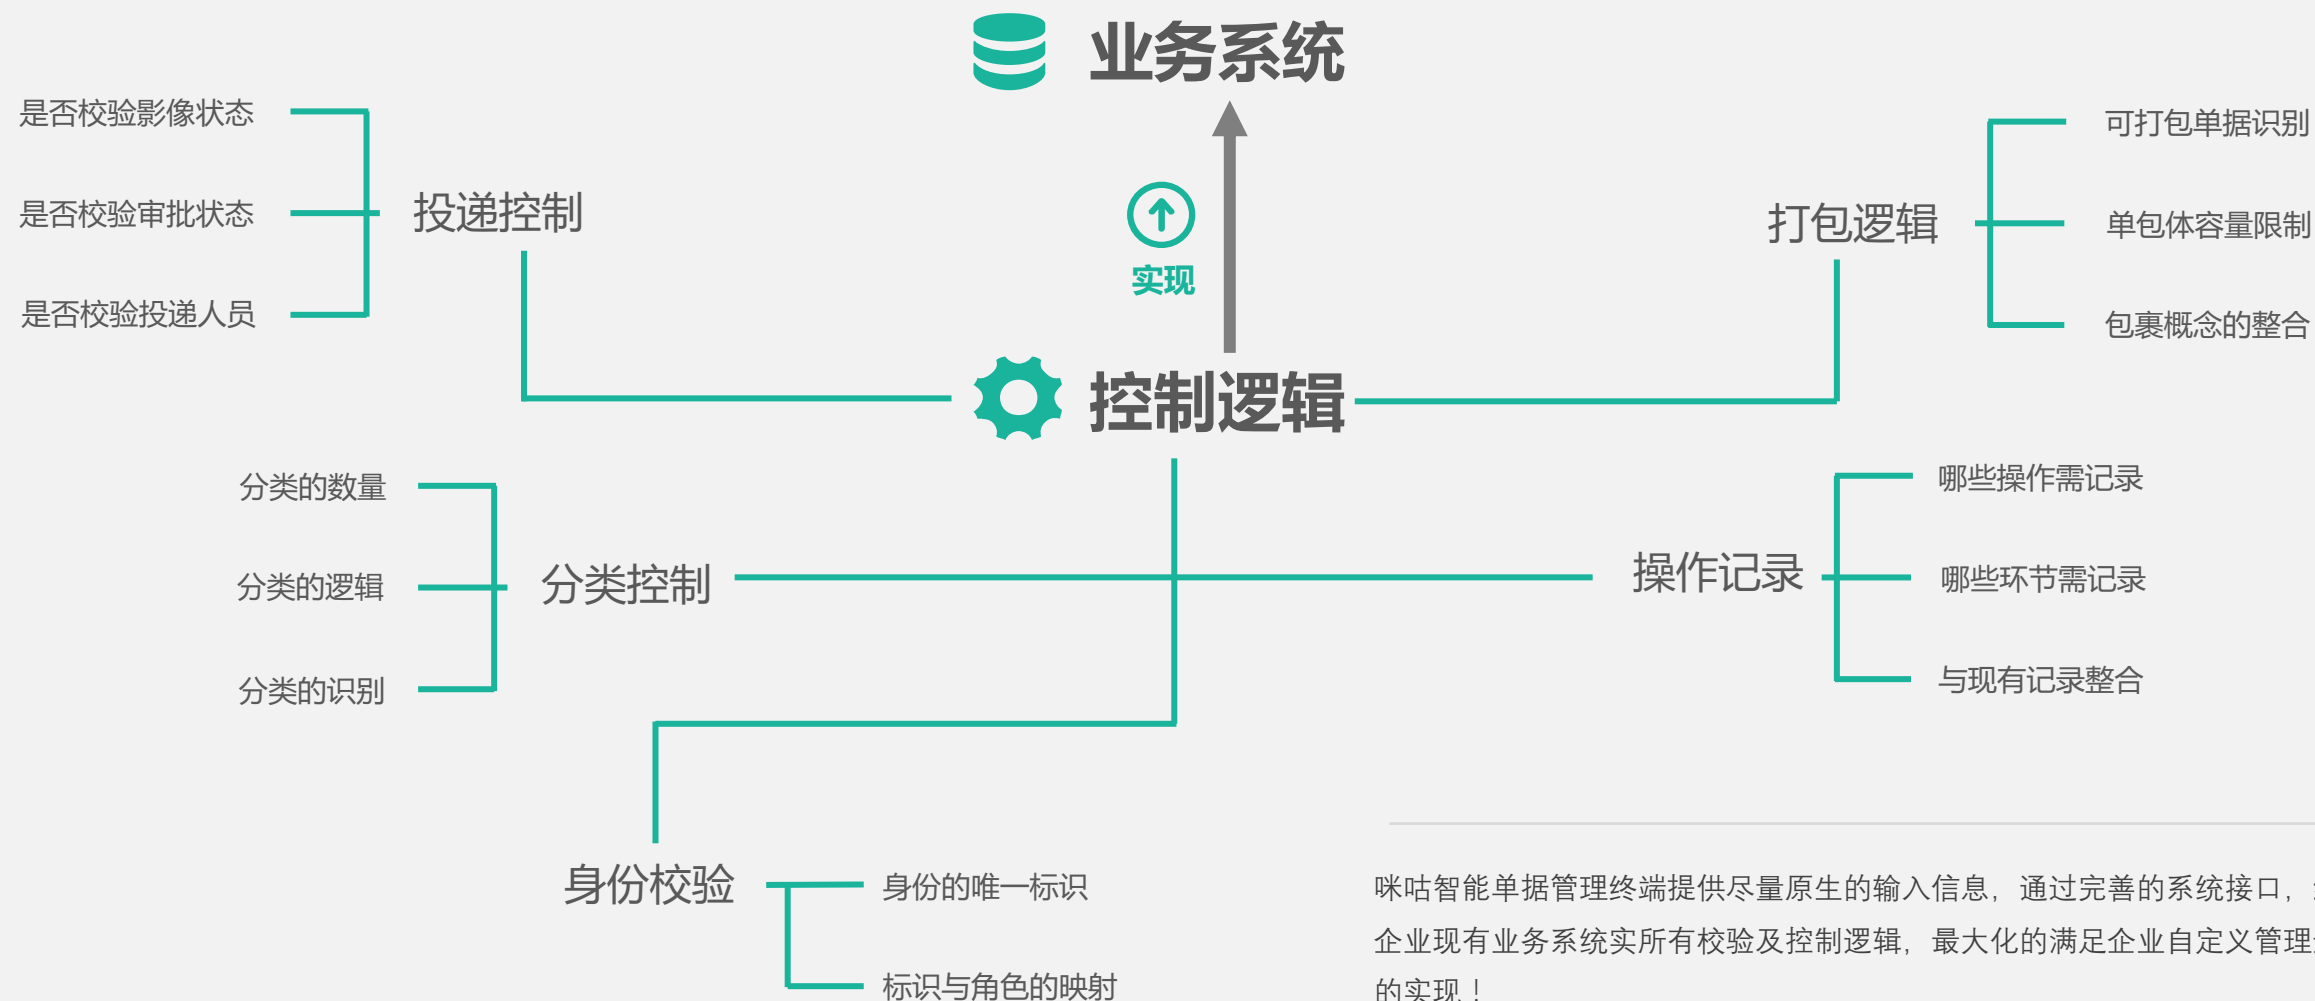 业务系统
实现
控制逻辑
投递控制
是否校验影像状态
是否校验审批状态
是否校验投递人员
打包逻辑
可打包单据识别
单包体容量限制
包裹概念的整合
分类控制
分类的数量
分类的逻辑
分类的识别
操作记录
哪些操作需记录
哪些环节需记录
与现有记录整合
身份校验
身份的唯一标识
标识与角色的映射
咪咕智能单据管理终端提供尽量原生的输入信息，通过完善的系统接口，
企业现有业务系统实所有校验及控制逻辑，最大化的满足企业自定义管理
的实现！